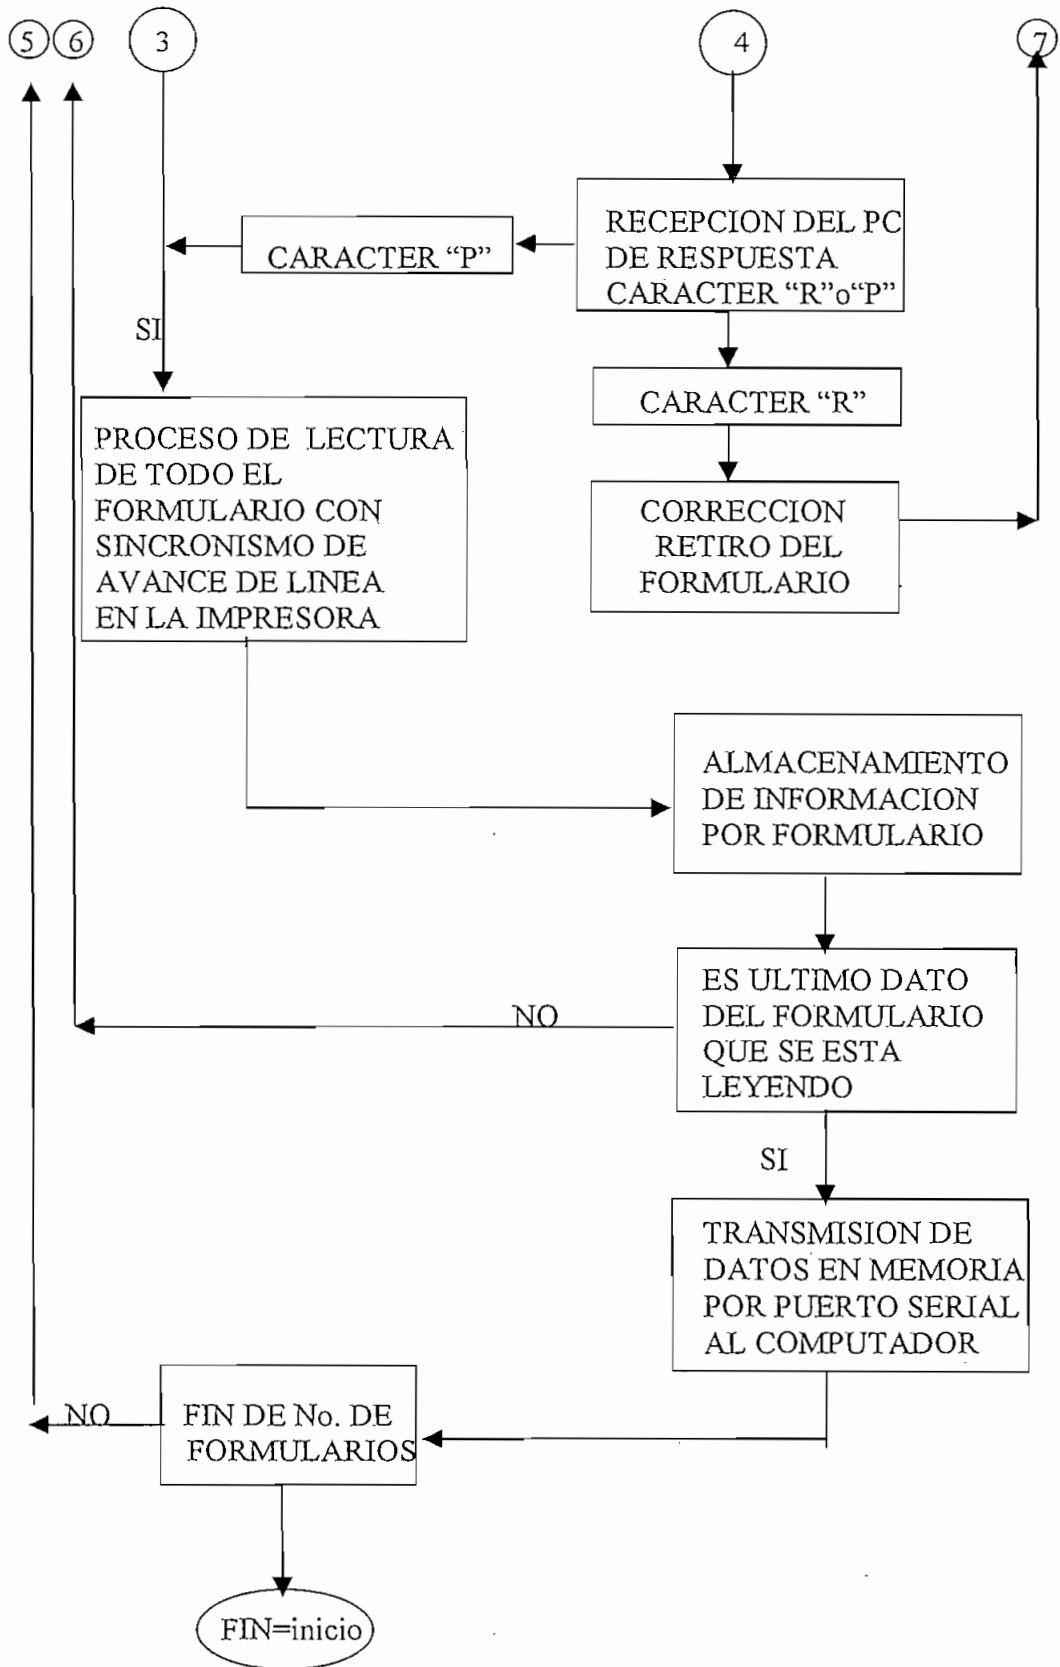 5
6
3
4
7
RECEPCION DEL PC
DE RESPUESTA
CARACTER “R”o“P”
CARACTER “P”
SI
CARACTER “R”
PROCESO DE LECTURA
DE TODO EL
FORMULARIO CON
SINCRONISMO DE
AVANCE DE LINEA
EN LA IMPRESORA
CORRECCION
RETIRO DEL
FORMULARIO
ALMACENAMIENTO
DE INFORMACION
POR FORMULARIO
ES ULTIMO DATO
DEL FORMULARIO
QUE SE ESTA
LEYENDO
NO
SI
TRANSMISION DE
DATOS EN MEMORIA
POR PUERTO SERIAL
AL COMPUTADOR
FIN DE No. DE
FORMULARIOS
NO
FIN=inicio